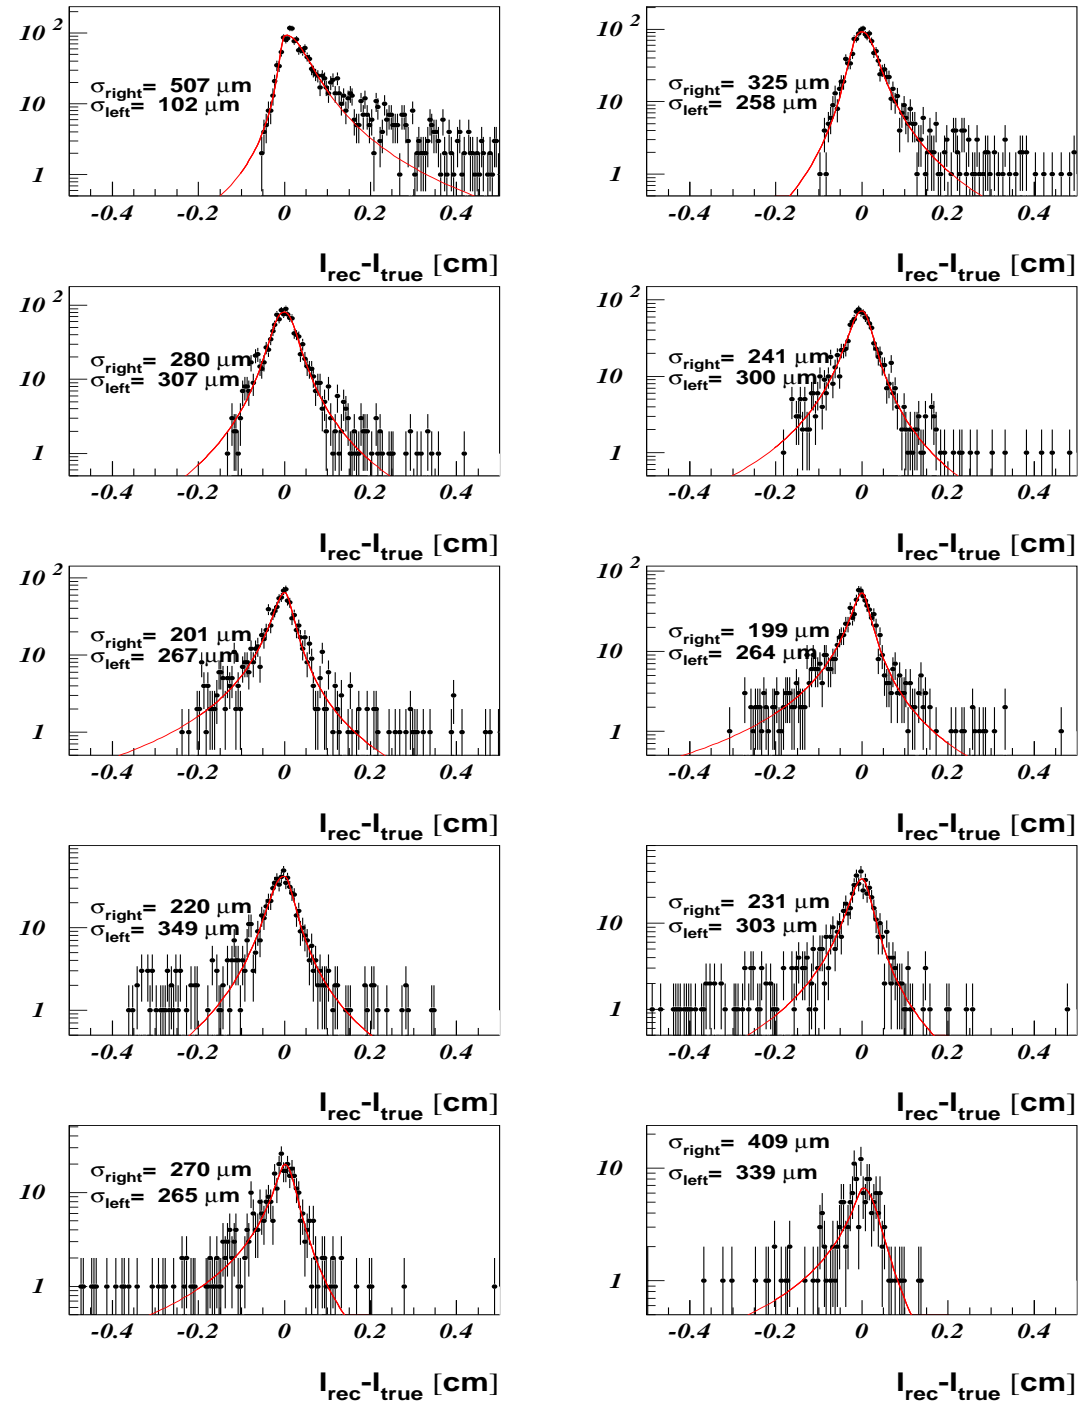 10 2
10
1
σright= 507 μm
σleft= 102 μm
-0.4 -0.2 0 0.2 0.4
lrec-ltrue [cm]
10 2
10
1
σright= 325 μm
σleft= 258 μm
-0.4 -0.2 0 0.2 0.4
lrec-ltrue [cm]
10 2
10
1
σright= 280 μm
σleft= 307 μm
-0.4 -0.2 0 0.2 0.4
lrec-ltrue [cm]
10 2
10
1
σright= 241 μm
σleft= 300 μm
-0.4 -0.2 0 0.2 0.4
lrec-ltrue [cm]
10 2
10
1
σright= 201 μm
σleft= 267 μm
-0.4 -0.2 0 0.2 0.4
lrec-ltrue [cm]
10 2
10
1
σright= 199 μm
σleft= 264 μm
-0.4 -0.2 0 0.2 0.4
lrec-ltrue [cm]
10
1
σright= 220 μm
σleft= 349 μm
-0.4 -0.2 0 0.2 0.4
lrec-ltrue [cm]
10
1
σright= 231 μm
σleft= 303 μm
-0.4 -0.2 0 0.2 0.4
lrec-ltrue [cm]
10
1
σright= 270 μm
σleft= 265 μm
-0.4 -0.2 0 0.2 0.4
lrec-ltrue [cm]
10
1
σright= 409 μm
σleft= 339 μm
-0.4 -0.2 0 0.2 0.4
lrec-ltrue [cm]